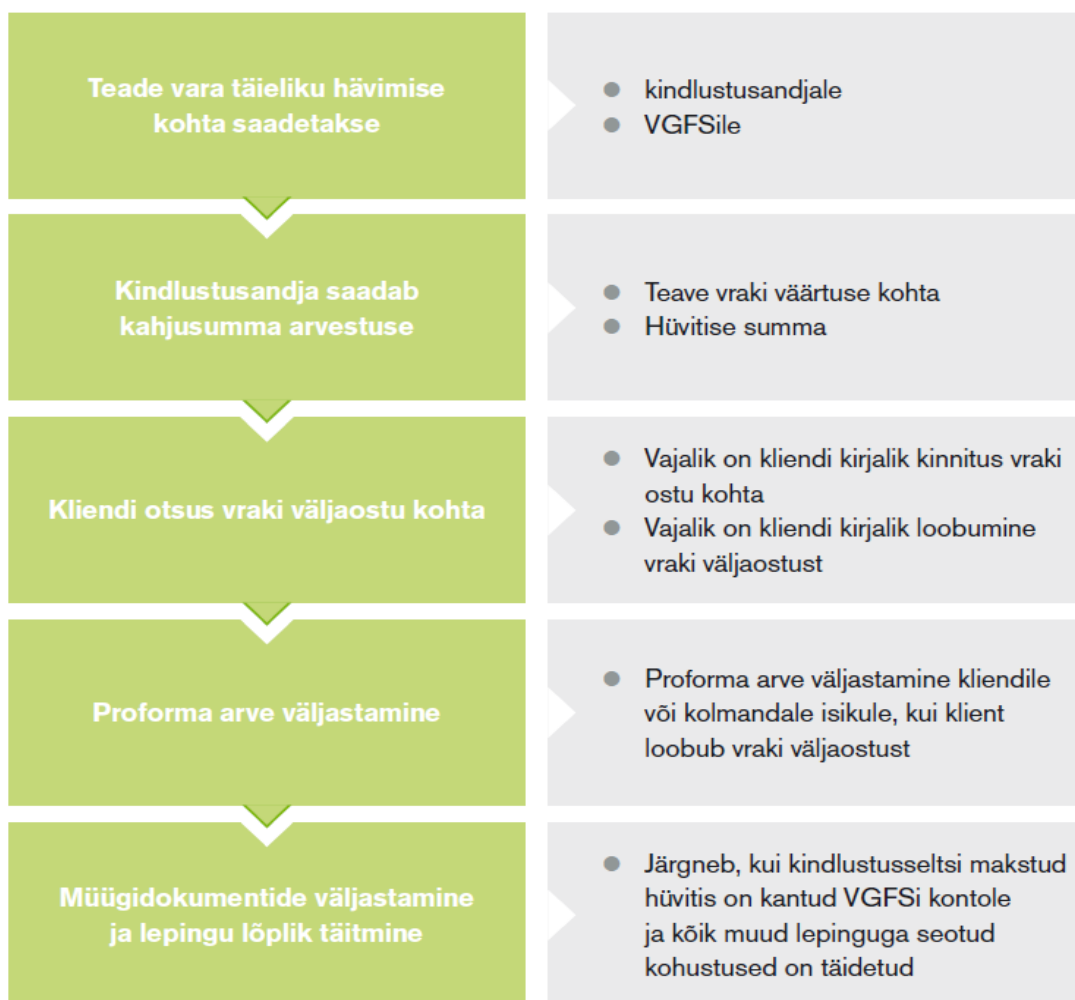 Teade vara täieliku hävimise
kohta saadetakse
● kindlustusandjale
● VGFSile
Kindlustusandja saadab
kahjusumma arvestuse
● Teave vraki väärtuse kohta
● Hüvitise summa
Kliendi otsus vraki väljaostu kohta
● Vajalik on kliendi kirjalik kinnitus vraki
ostu kohta
● Vajalik on kliendi kirjalik loobumine
vraki väljaostust
Proforma arve väljastamine
● Proforma arve väljastamine kliendile
või kolmandale isikule, kui klient
loobub vraki väljaostust
Müügidokumentide väljastamine
ja lepingu lõplik täitmine
● Järgneb, kui kindlustusseltsi makstud
hüvitis on kantud VGFSi kontole
ja kõik muud lepinguga seotud
kohustused on täidetud